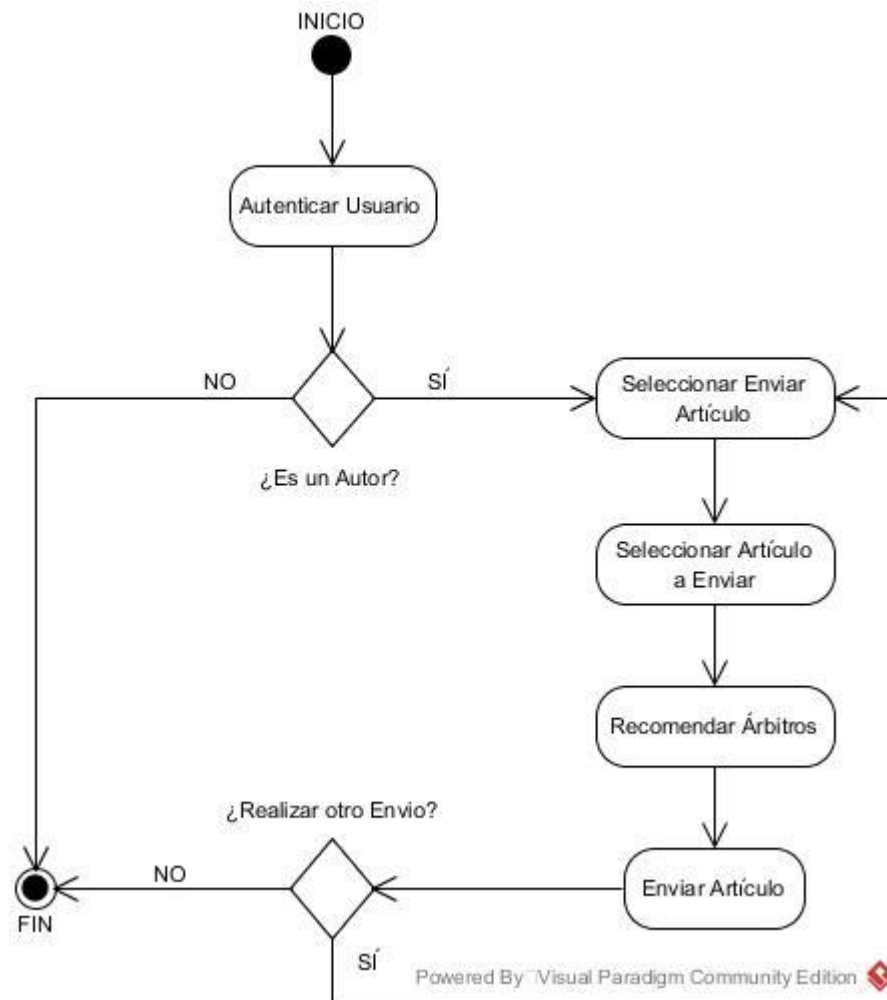 INICIO
Autenticar Usuario
NO
SÍ
¿Es un Autor?
Seleccionar Enviar
Artículo
Seleccionar Artículo
a Enviar
Recomendar Árbitros
¿Realizar otro Envio?
Enviar Artículo
NO
FIN
SÍ
Powered By Visual Paradigm Community Edition